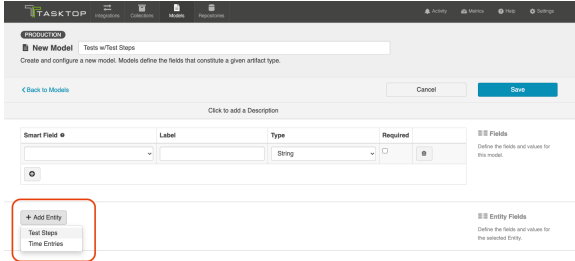 TASKTOP
Integrations
Collections
Models
Repositories
Activity
Metrics
Help
Settings
PRODUCTION
New Model
Tests w/Test Steps
Create and configure a new model. Models define the fields that constitute a given artifact type.
Back to Models
Cancel
Save
Click to add a Description
Smart Field
Label
Type
Required
String
Fields
Define the fields and values for
this model.
+ Add Entity
Test Steps
Time Entries
Entity Fields
Define the fields and values for
the selected Entity.